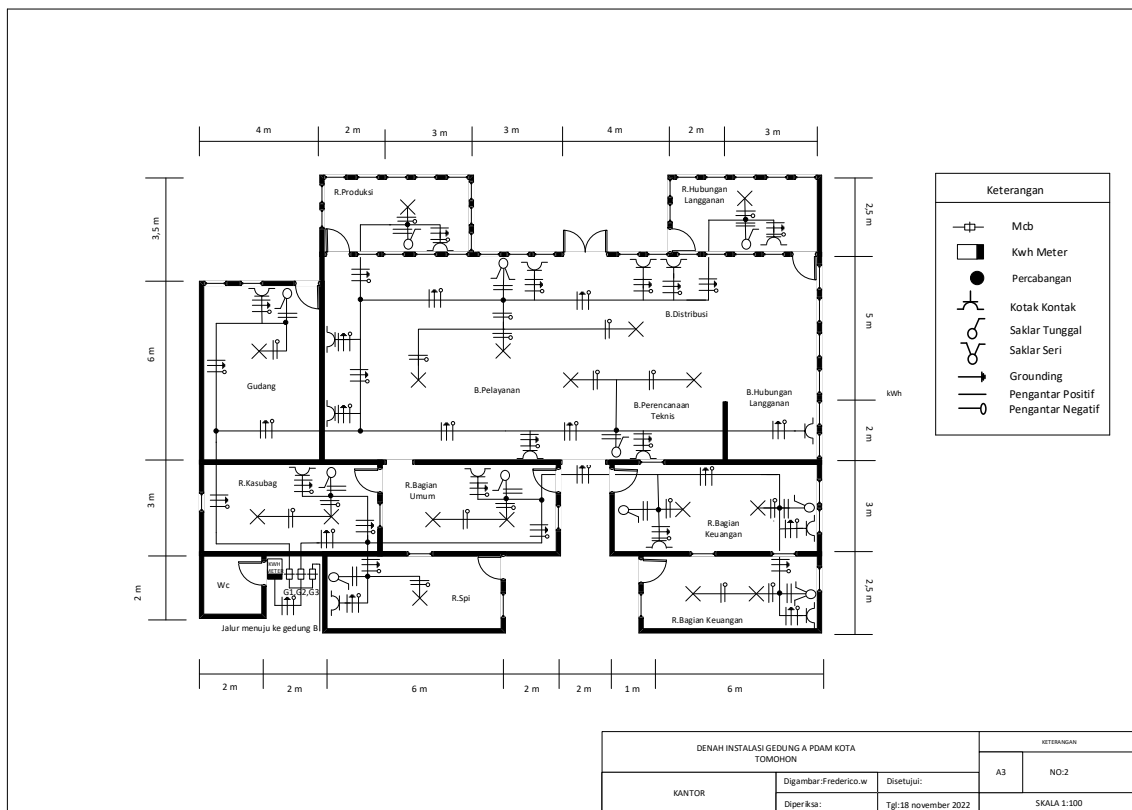 4 m
2 m
3 m
3 m
4 m
2 m
3 m
3,5 m
6 m
3 m
2 m
2,5 m
5 m
kWh
2 m
3 m
2,5 m
R.Produksi
R.Hubungan
Langganan
B.Distribusi
Gudang
B.Pelayanan
B.Hubungan
Langganan
B.Perencanaan
Teknis
R.Kasubag
R.Bagian
Umum
R.Bagian
Keuangan
KWH
METER
Wc
G1,G2,G3
R.Spi
R.Bagian Keuangan
Jalur menuju ke gedung B
2 m
2 m
6 m
2 m
2 m
1 m
6 m
Keterangan
Mcb
Kwh Meter
Percabangan
Kotak Kontak
Saklar Tunggal
Saklar Seri
Grounding
Pengantar Positif
Pengantar Negatif
DENAH INSTALASI GEDUNG A PDAM KOTA
TOMOHON
KETERANGAN
A3
NO:2
KANTOR
Digambar:Frederico.w
Disetujui:
Diperiksa:
Tgl:18 november 2022
SKALA 1:100